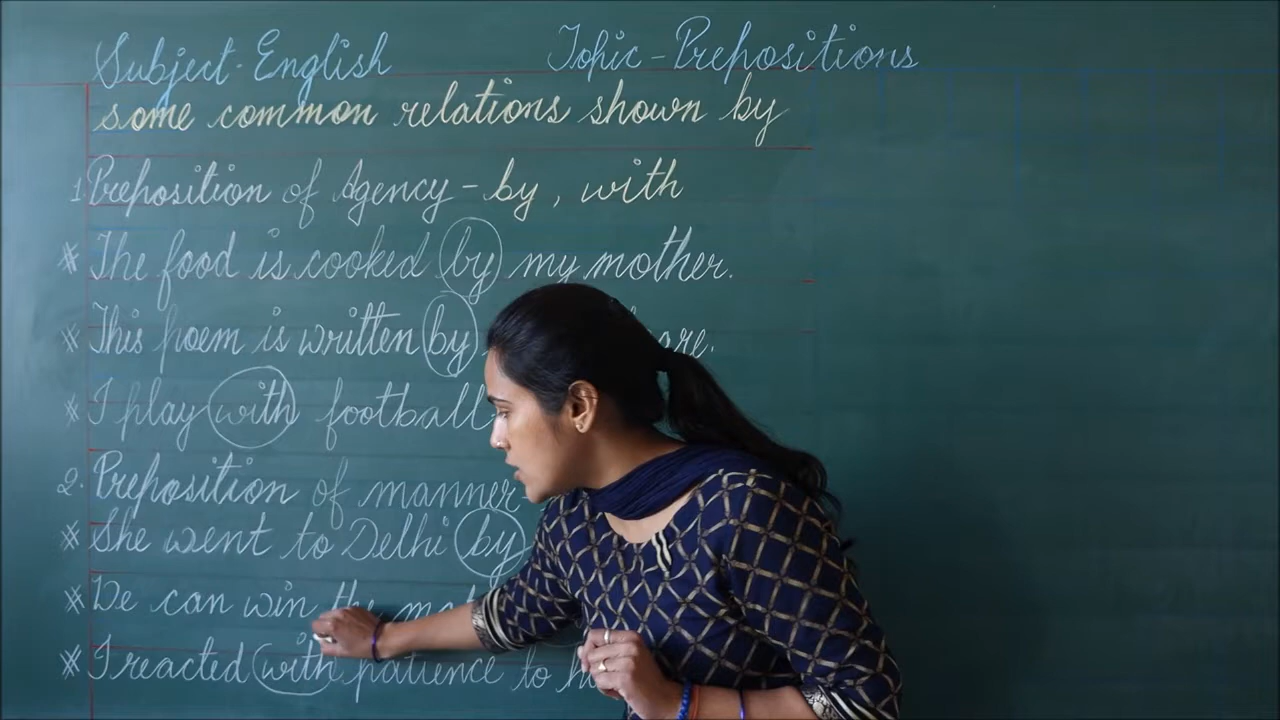 Subject - English Topic - Prepositions
some common relations shown by
1. Preposition of Agency - by, with
* The food is cooked by my mother.
* This poem is written by
* I play with football
2. Preposition of manner -
* She went to Delhi by
* We can win the
* I reacted with patience to